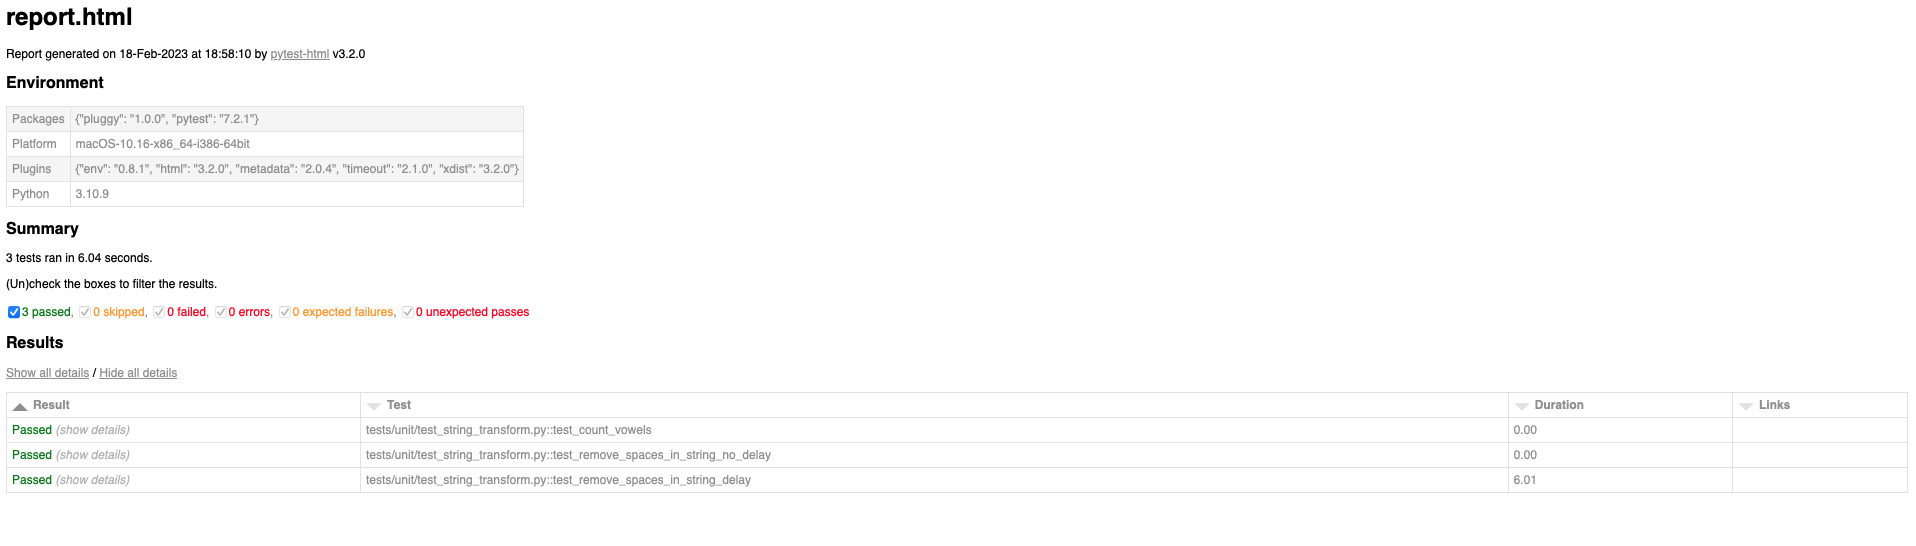 report.html
Report generated on 18-Feb-2023 at 18:58:10 by pytest-html v3.2.0
Environment
Packages {"pluggy": "1.0.0", "pytest": "7.2.1"}
Platform macOS-10.16-x86_64-i386-64bit
Plugins {"env": "0.8.1", "html": "3.2.0", "metadata": "2.0.4", "timeout": "2.1.0", "xdist": "3.2.0"}
Python 3.10.9
Summary
3 tests ran in 6.04 seconds.
(Un)check the boxes to filter the results.
3 passed, 0 skipped, 0 failed, 0 errors, 0 expected failures, 0 unexpected passes
Results
Show all details / Hide all details
Result Test Duration Links
Passed (show details) tests/unit/test_string_transform.py::test_count_vowels 0.00
Passed (show details) tests/unit/test_string_transform.py::test_remove_spaces_in_string_no_delay 0.00
Passed (show details) tests/unit/test_string_transform.py::test_remove_spaces_in_string_delay 6.01